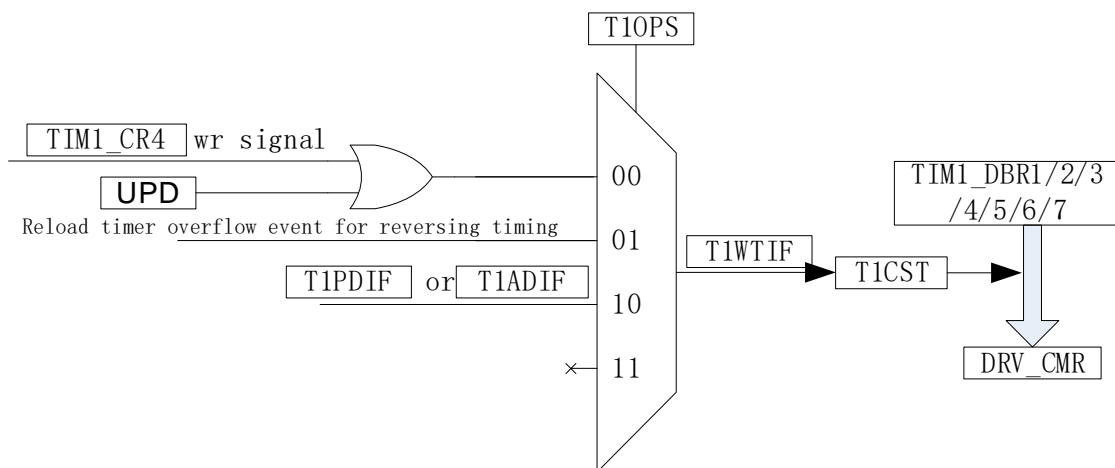 T1OPS
TIM1_CR4 wr signal
UPD
00
TIM1_DBR1/2/3
/4/5/6/7
Reload timer overflow event for reversing timing
01
T1WTIF
T1PDIF or T1ADIF
T1CST
10
11
DRV_CMR